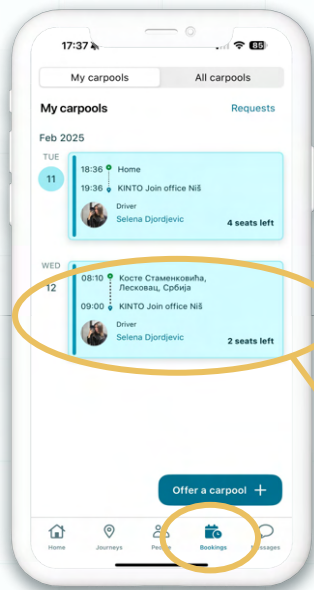 17:37
85
My carpools
All carpools
My carpools
Requests
Feb 2025
TUE
11
18:36 Home
19:36 KINTO Join office Niš
Driver
Selena Djordjevic
4 seats left
WED
12
08:10 Косте Стаменковића,
Лесковац, Србија
09:00 KINTO Join office Niš
Driver
Selena Djordjevic
2 seats left
Offer a carpool +
Home
Journeys
People
Bookings
Messages